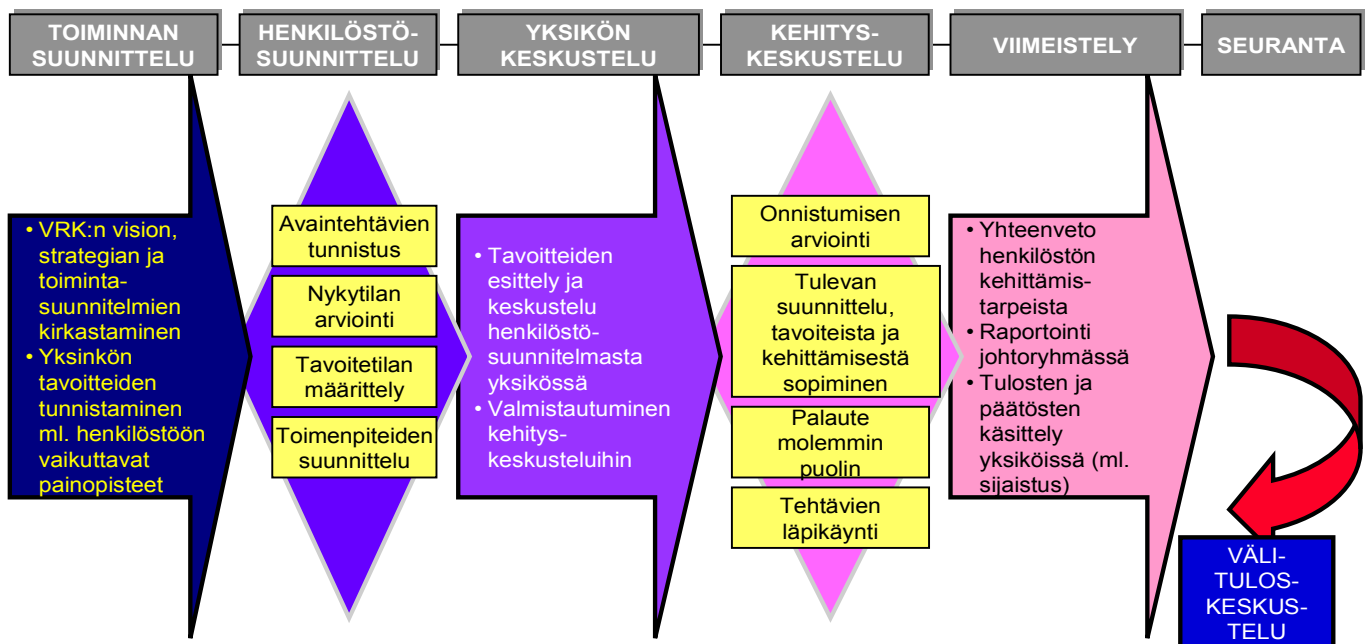 TOIMINNAN
SUUNNITTELU
HENKILÖSTÖ-
SUUNNITTELU
YKSIKÖN
KESKUSTELU
KEHITYS-
KESKUSTELU
VIIMEISTELY
SEURANTA
• VRK:n vision,
strategian ja
toiminta-
suunnitelmien
kirkastaminen
• Yksinkön
tavoitteiden
tunnistaminen
ml. henkilöstöön
vaikuttavat
painopisteet
Avaintehtävien
tunnistus
Nykytilan
arviointi
Tavoitetilan
määrittely
Toimenpiteiden
suunnittelu
• Tavoitteiden
esittely ja
keskustelu
henkilöstö-
suunnitelmasta
yksikössä
• Valmistautuminen
kehitys-
keskusteluihin
Onnistumisen
arviointi
Tulevan
suunnittelu,
tavoiteista ja
kehittämisestä
sopiminen
Palaute
molemmin
puolin
Tehtävien
läpikäynti
• Yhteenveto
henkilöstön
kehittämis-
tarpeista
• Raportointi
johtoryhmässä
• Tulosten ja
päätösten
käsittely
yksiköissä (ml.
sijaistus)
VÄLI-
TULOS-
KESKUS-
TELU